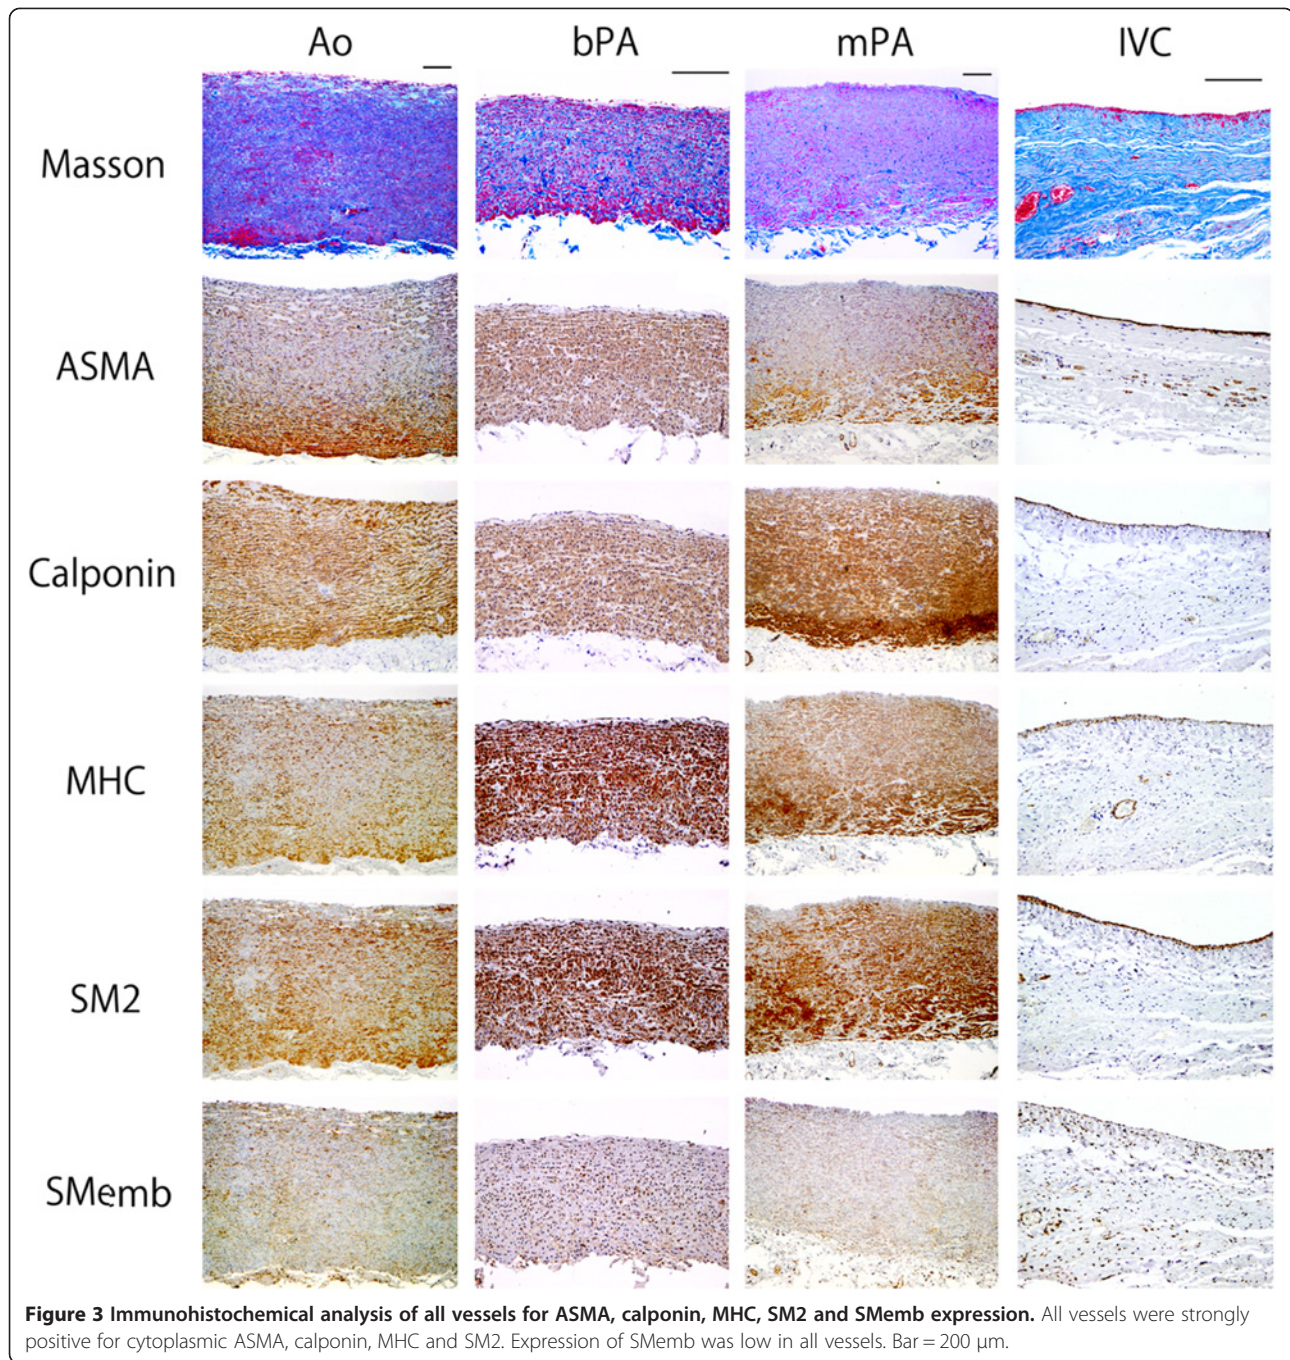 Ao bPA mPA IVC
Masson
ASMA
Calponin
MHC
SM2
SMemb
Figure 3 Immunohistochemical analysis of all vessels for ASMA, calponin, MHC, SM2 and SMemb expression. All vessels were strongly
positive for cytoplasmic ASMA, calponin, MHC and SM2. Expression of SMemb was low in all vessels. Bar = 200 μm.